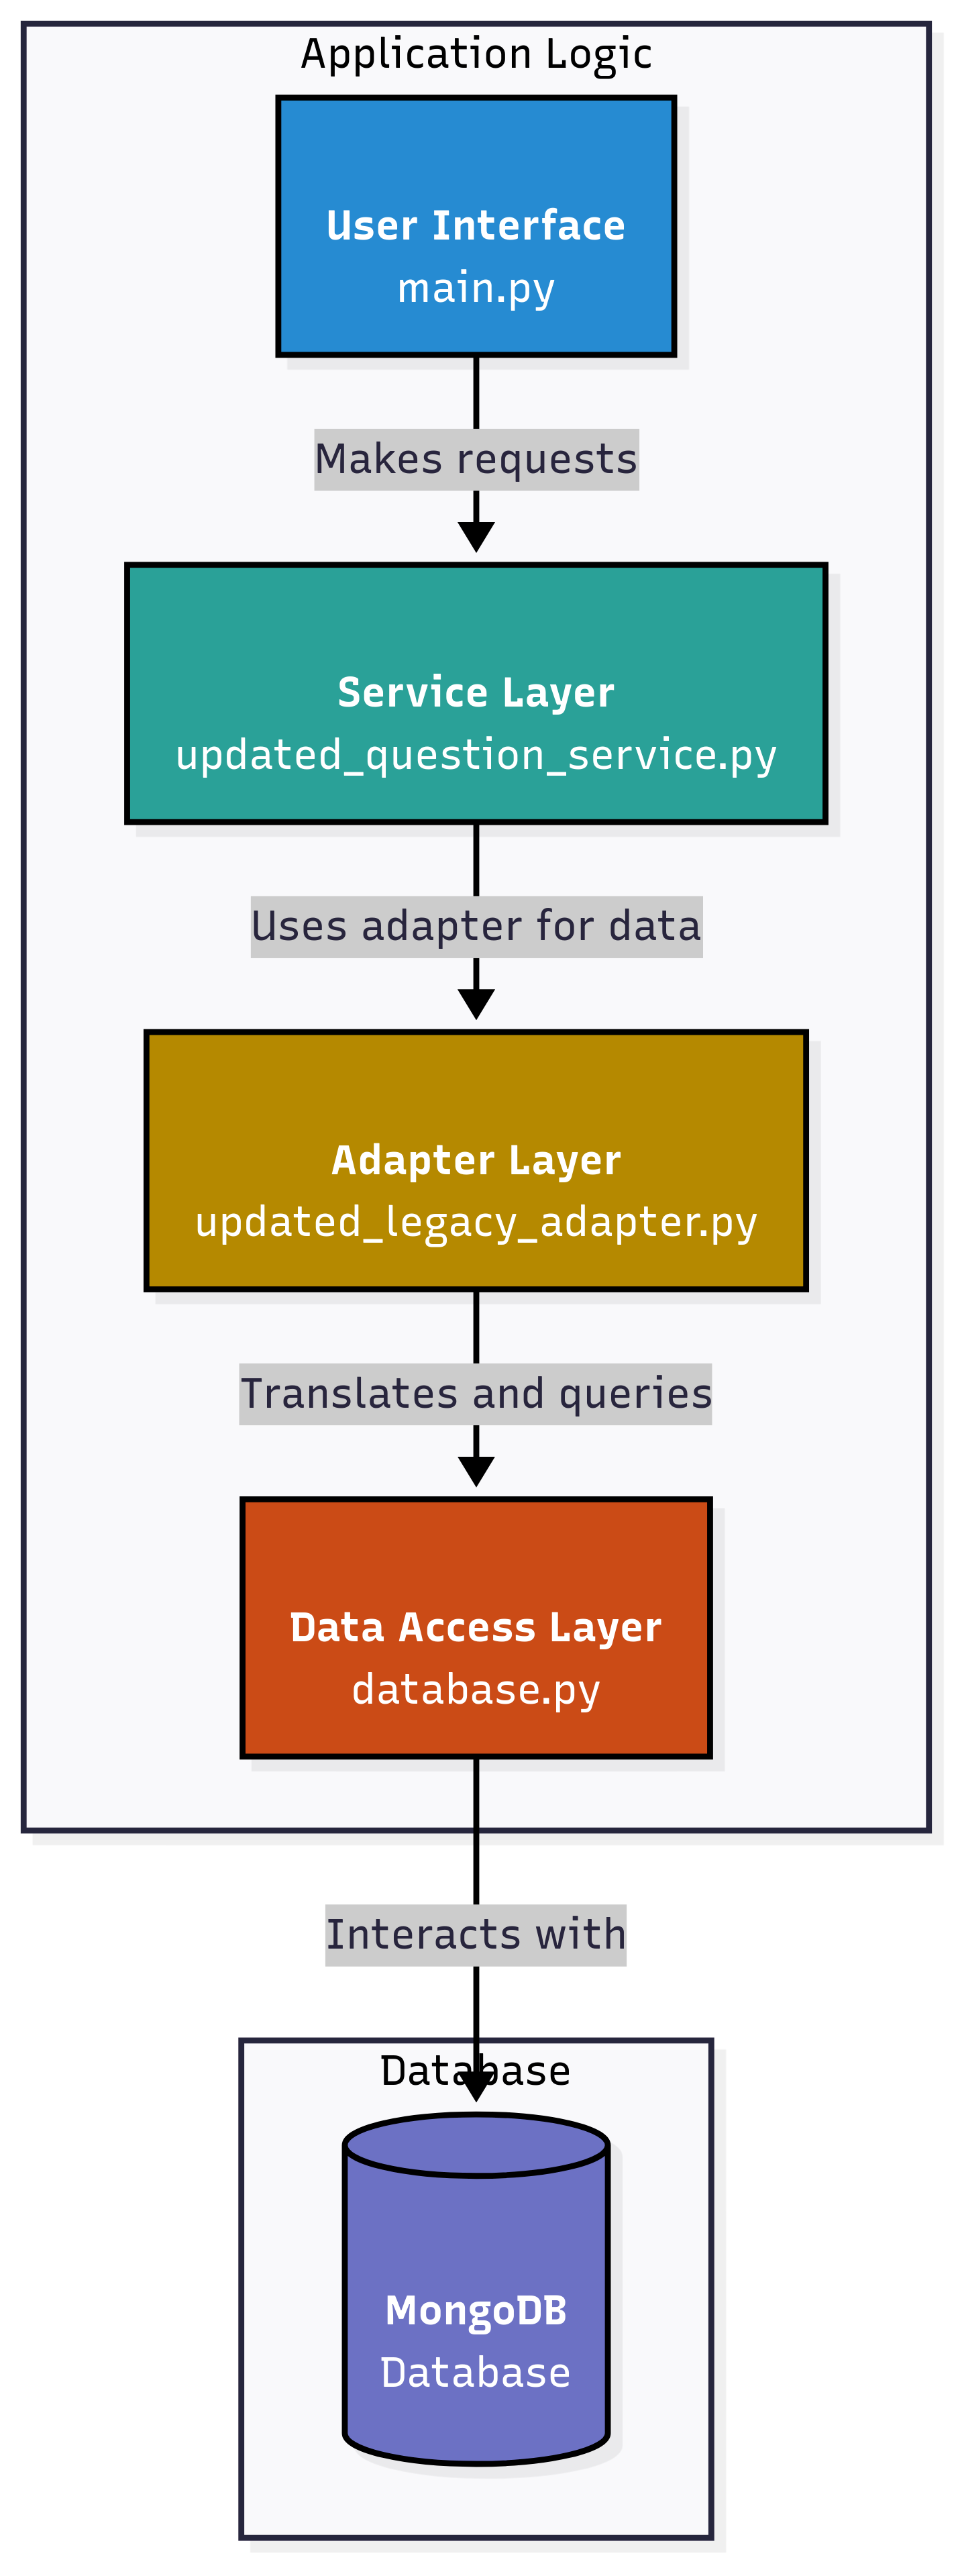 Application Logic
User Interface
main.py
Makes requests
Service Layer
updated_question_service.py
Uses adapter for data
Adapter Layer
updated_legacy_adapter.py
Translates and queries
Data Access Layer
database.py
Interacts with
Database
MongoDB
Database